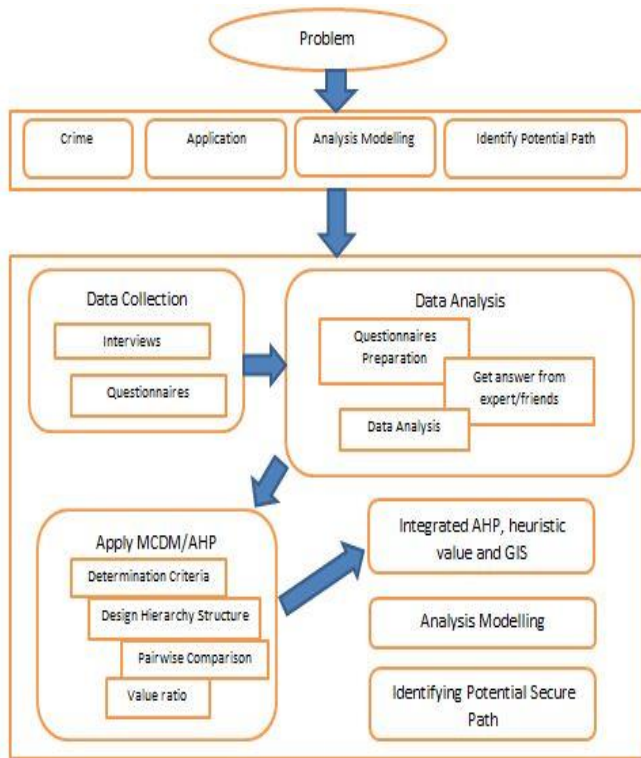 Problem
Crime
Application
Analysis Modelling
Identify Potential Path
Data Collection
Interviews
Questionnaires
Data Analysis
Questionnaires
Preparation
Get answer from
expert/friends
Data Analysis
Apply MCDM/AHP
Determination Criteria
Design Hierarchy Structure
Pairwise Comparison
Value ratio
Integrated AHP, heuristic
value and GIS
Analysis Modelling
Identifying Potential Secure
Path